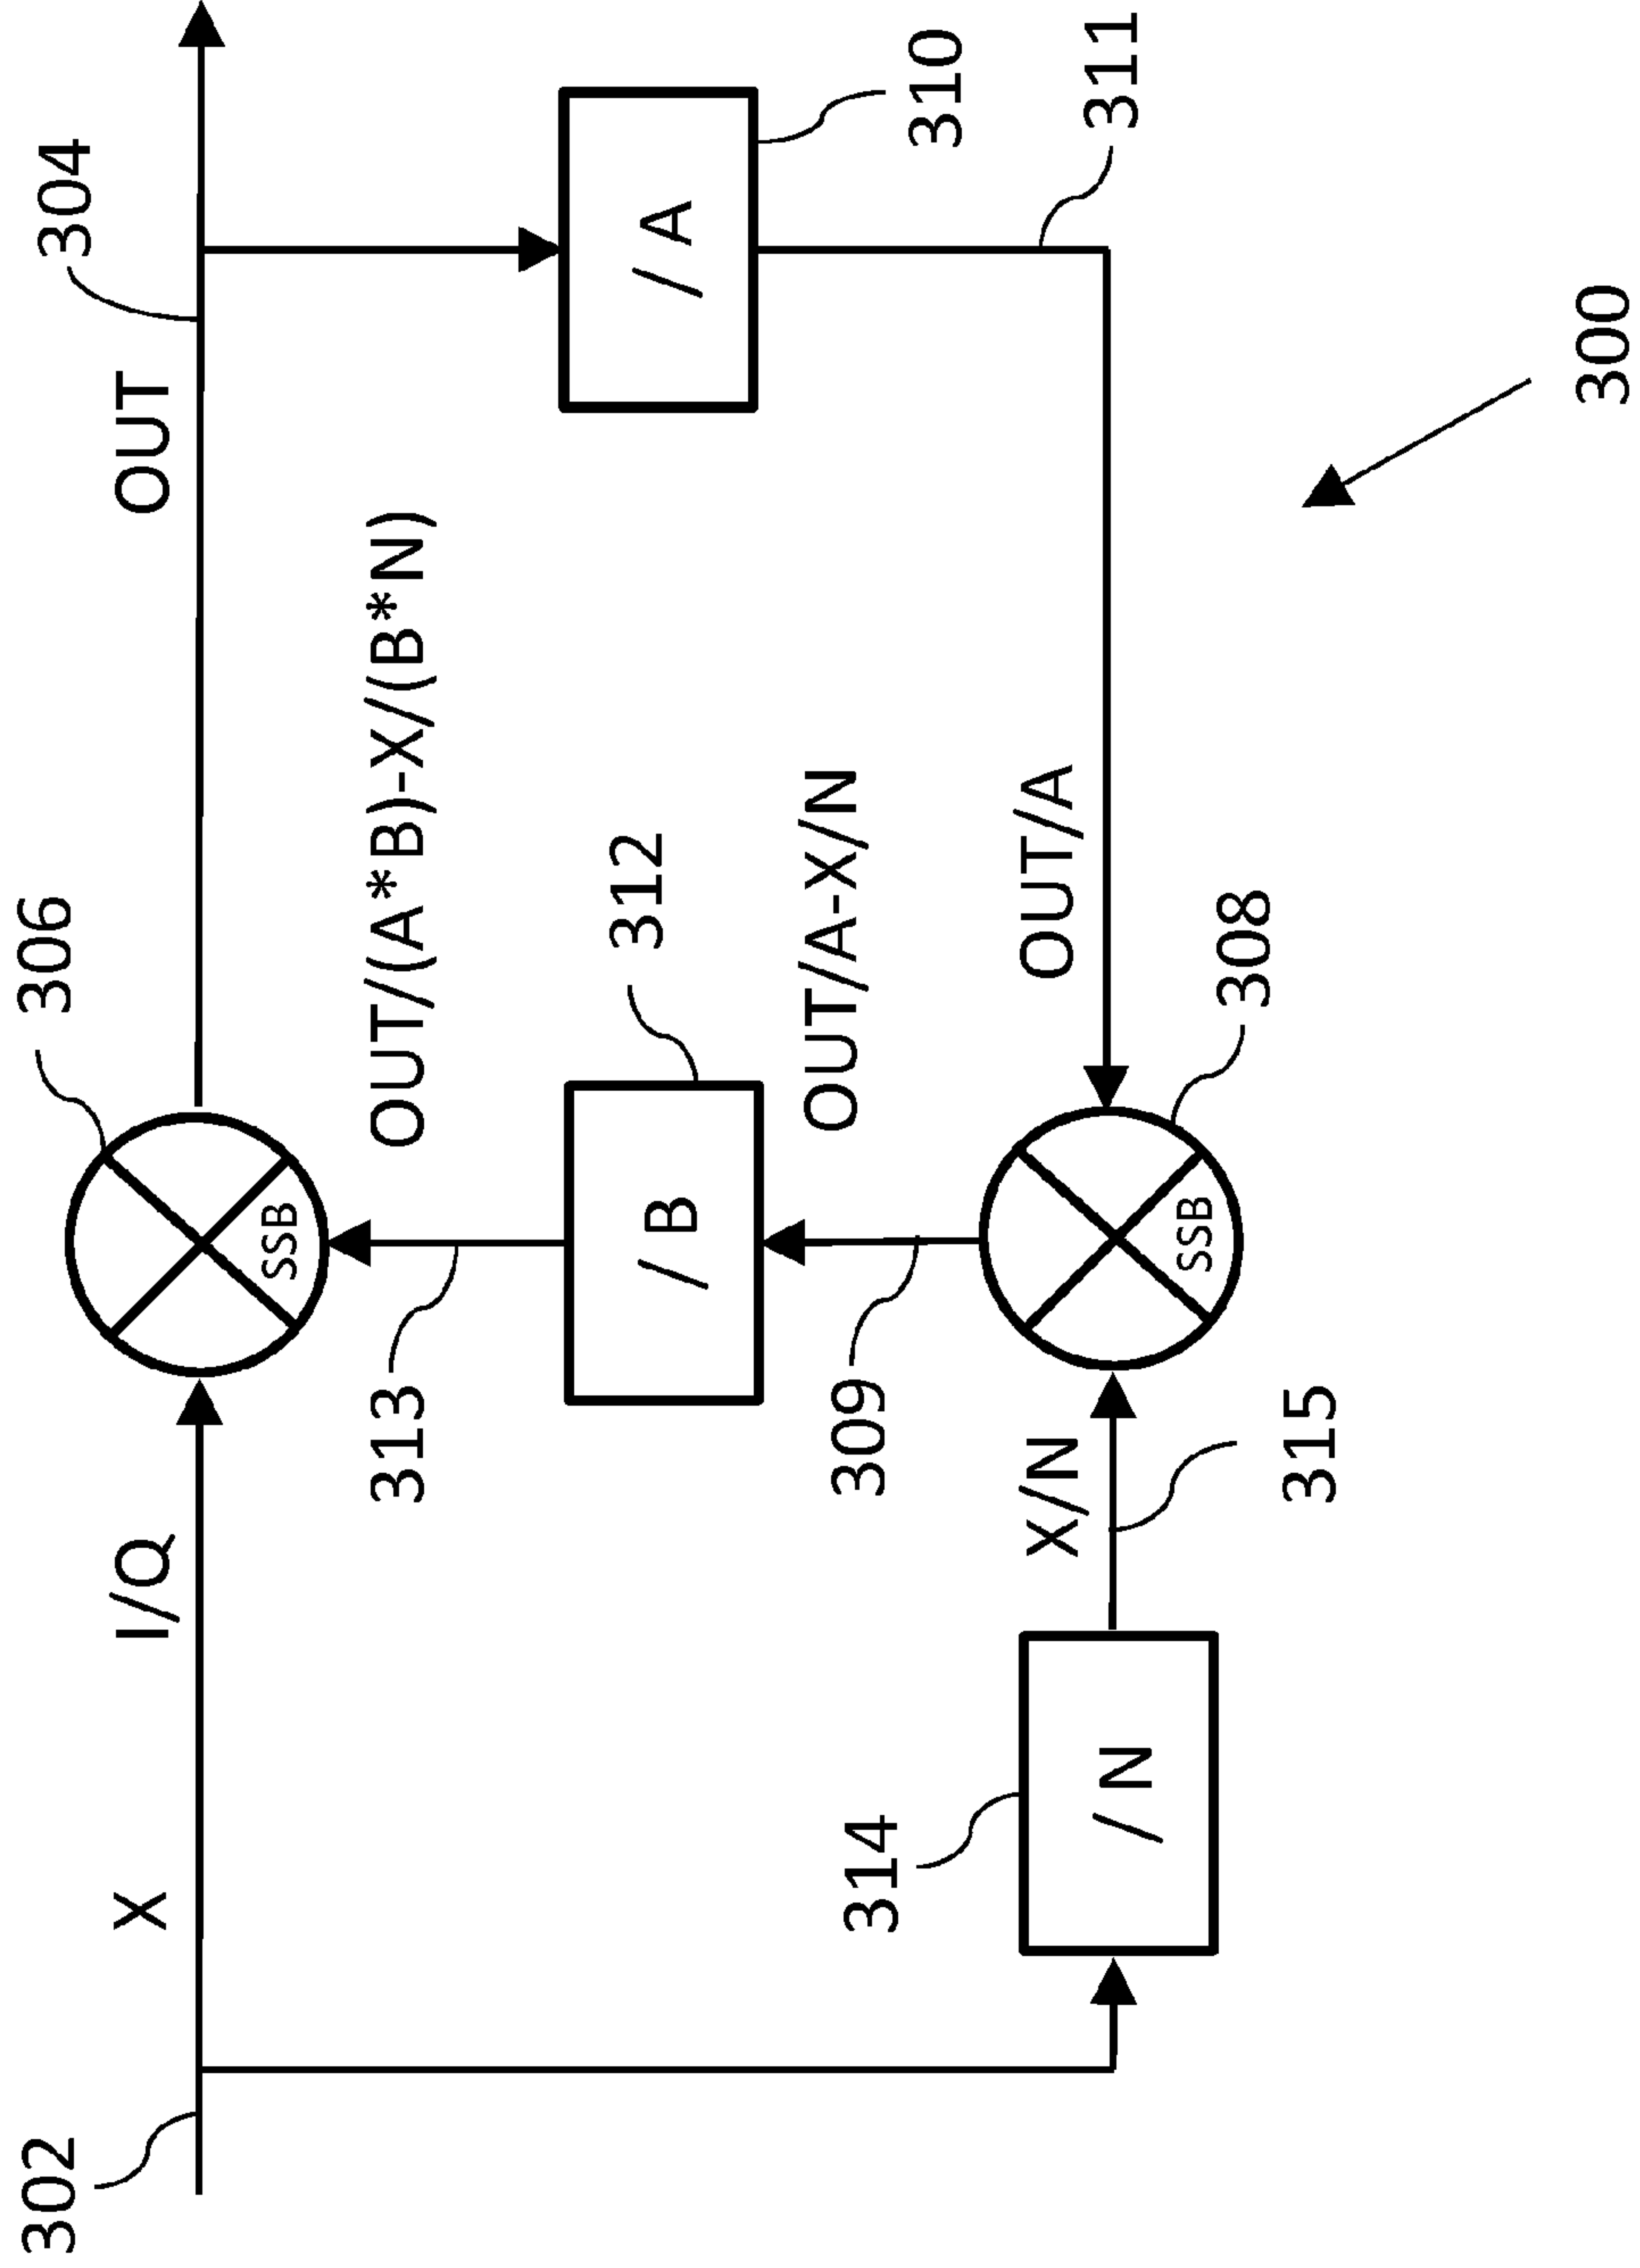 302
X
I/Q
306
OUT
304
SSB
313
OUT/(A*B)-X/(B*N)
/ B
312
/ A
310
309
OUT/A-X/N
314
/ N
X/N
315
SSB
308
OUT/A
311
300